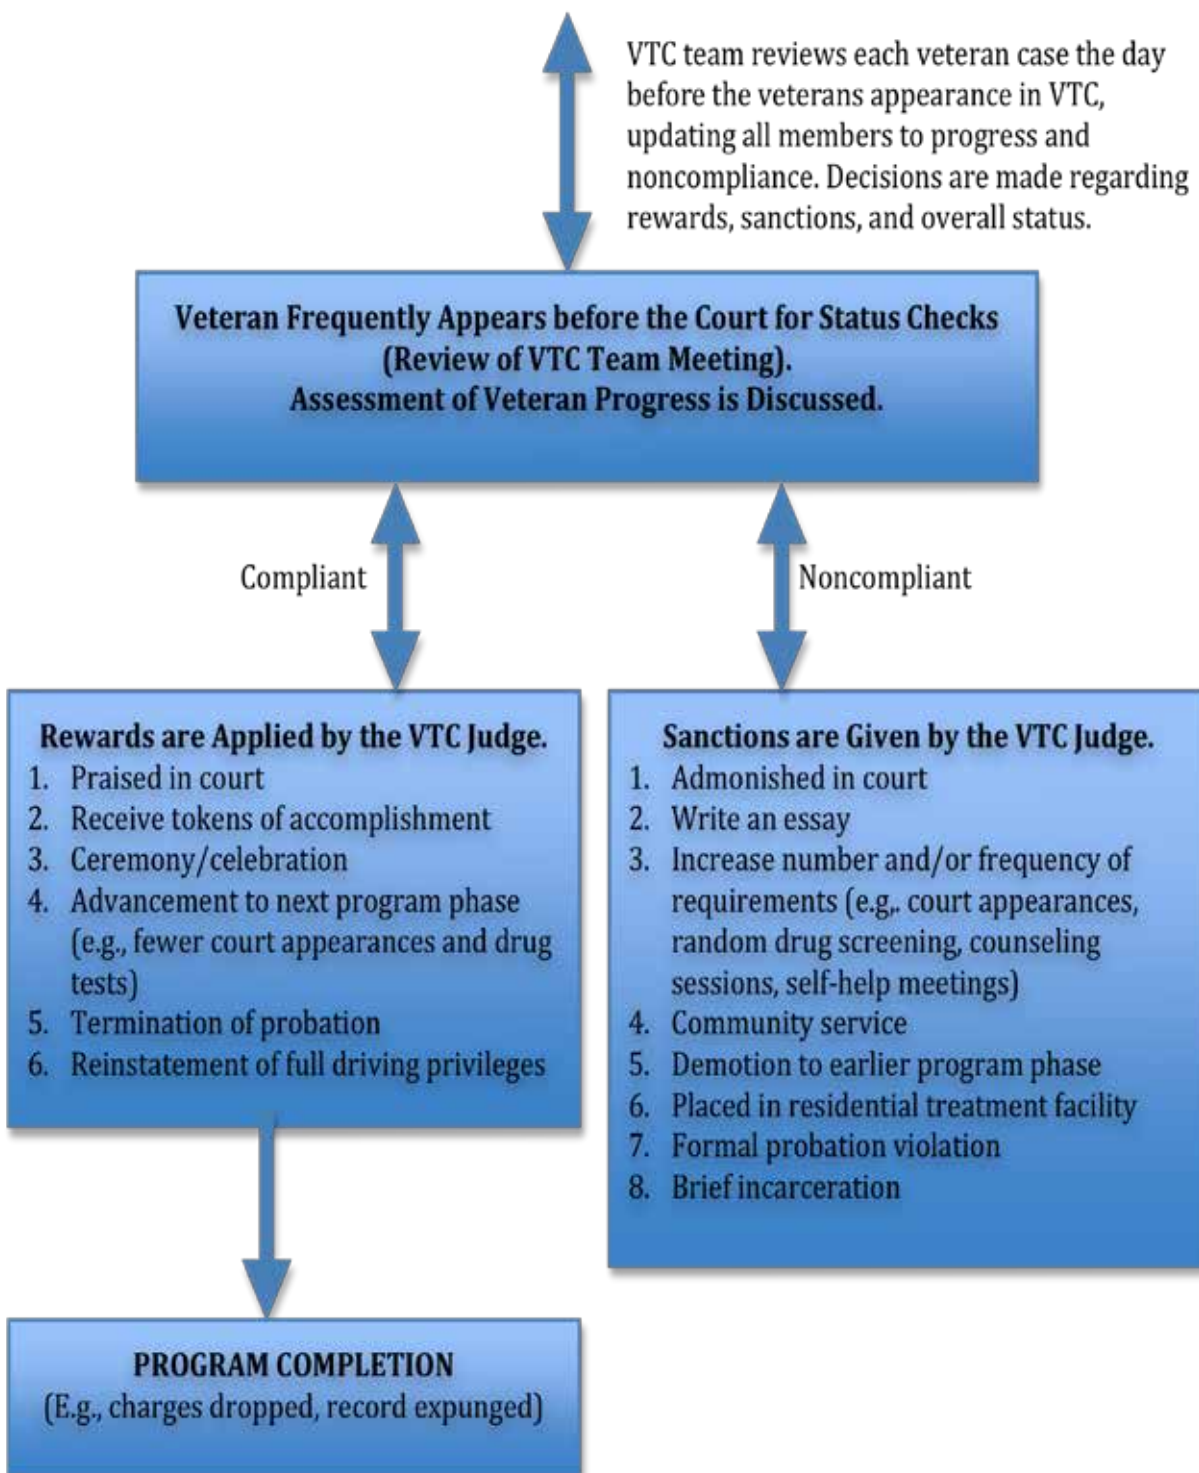 VTC team reviews each veteran case the day
before the veterans appearance in VTC,
updating all members to progress and
noncompliance. Decisions are made regarding
rewards, sanctions, and overall status.
Veteran Frequently Appears before the Court for Status Checks
(Review of VTC Team Meeting).
Assessment of Veteran Progress is Discussed.
Compliant
Noncompliant
Rewards are Applied by the VTC Judge.
1. Praised in court
2. Receive tokens of accomplishment
3. Ceremony/celebration
4. Advancement to next program phase
(e.g., fewer court appearances and drug
tests)
5. Termination of probation
6. Reinstatement of full driving privileges
Sanctions are Given by the VTC Judge.
1. Admonished in court
2. Write an essay
3. Increase number and/or frequency of
requirements (e.g,. court appearances,
random drug screening, counseling
sessions, self-help meetings)
4. Community service
5. Demotion to earlier program phase
6. Placed in residential treatment facility
7. Formal probation violation
8. Brief incarceration
PROGRAM COMPLETION
(E.g., charges dropped, record expunged)